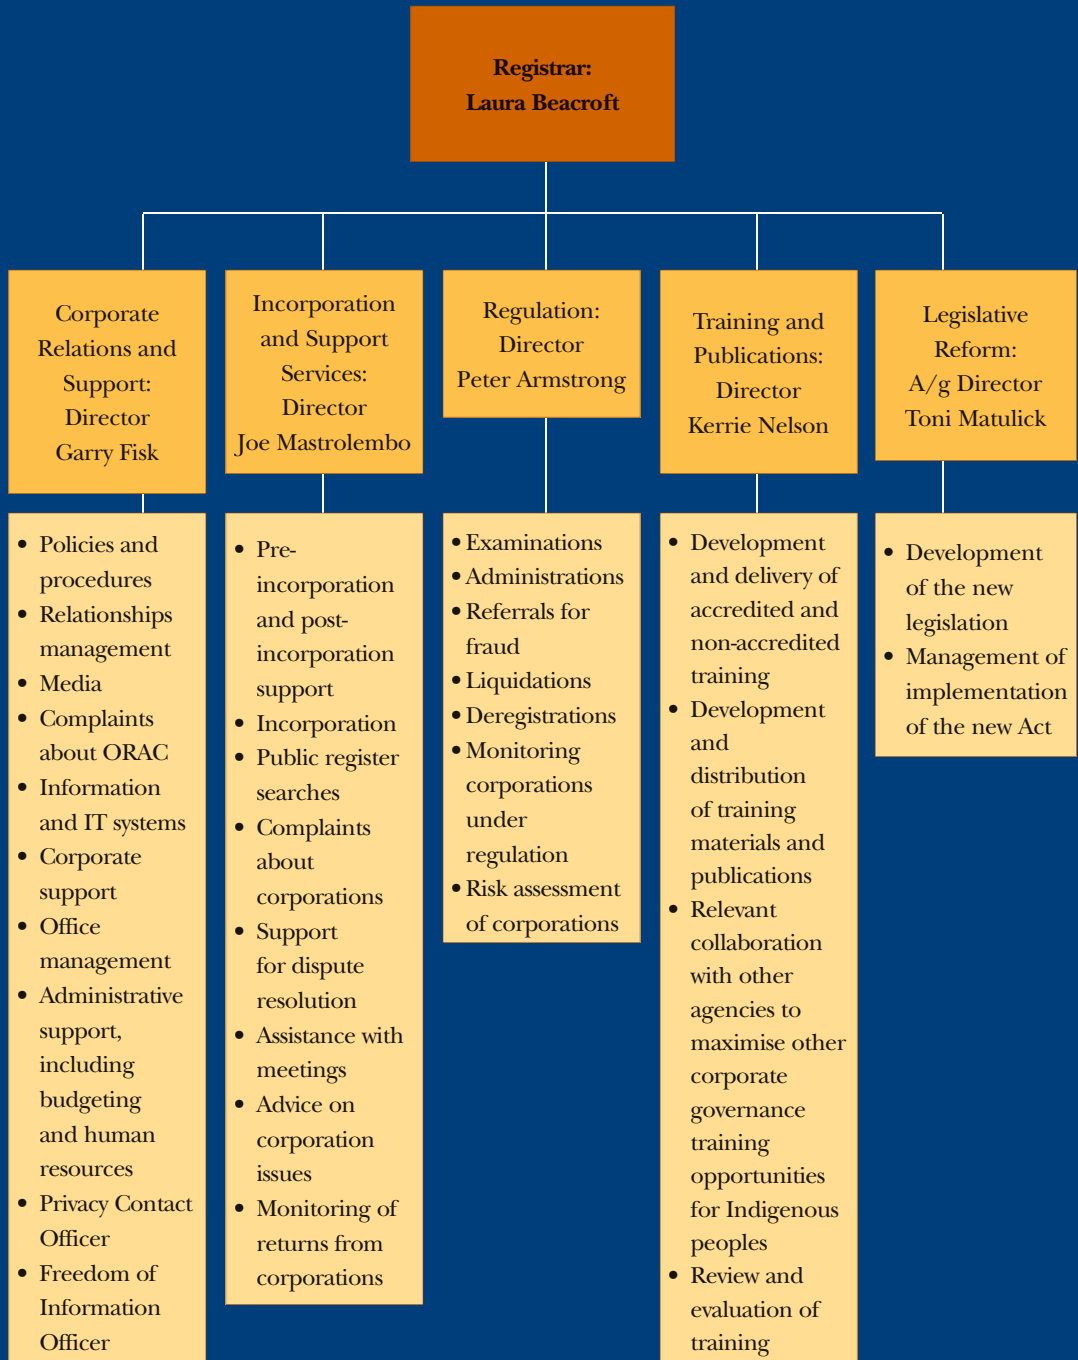 Registrar:
Laura Beacroft
Corporate
Relations and
Support:
Director
Garry Fisk
Incorporation
and Support
Services:
Director
Joe Mastrolembo
Regulation:
Director
Peter Armstrong
Training and
Publications:
Director
Kerrie Nelson
Legislative
Reform:
A/g Director
Toni Matulick
• Policies and
procedures
• Relationships
management
• Media
• Complaints
about ORAC
• Information
and IT systems
• Corporate
support
• Office
management
• Administrative
support,
including
budgeting
and human
resources
• Privacy Contact
Officer
• Freedom of
Information
Officer
• Pre-
incorporation
and post-
incorporation
support
• Incorporation
• Public register
searches
• Complaints
about
corporations
• Support
for dispute
resolution
• Assistance with
meetings
• Advice on
corporation
issues
• Monitoring of
returns from
corporations
• Examinations
• Administrations
• Referrals for
fraud
• Liquidations
• Deregistrations
• Monitoring
corporations
under
regulation
• Risk assessment
of corporations
• Development
and delivery of
accredited and
non-accredited
training
• Development
and
distribution
of training
materials and
publications
• Relevant
collaboration
with other
agencies to
maximise other
corporate
governance
training
opportunities
for Indigenous
peoples
• Review and
evaluation of
training
• Development
of the new
legislation
• Management of
implementation
of the new Act